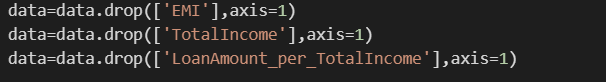 data=data.drop(['EMI'],axis=1)
data=data.drop(['TotalIncome'],axis=1)
data=data.drop(['LoanAmount_per_TotalIncome'],axis=1)